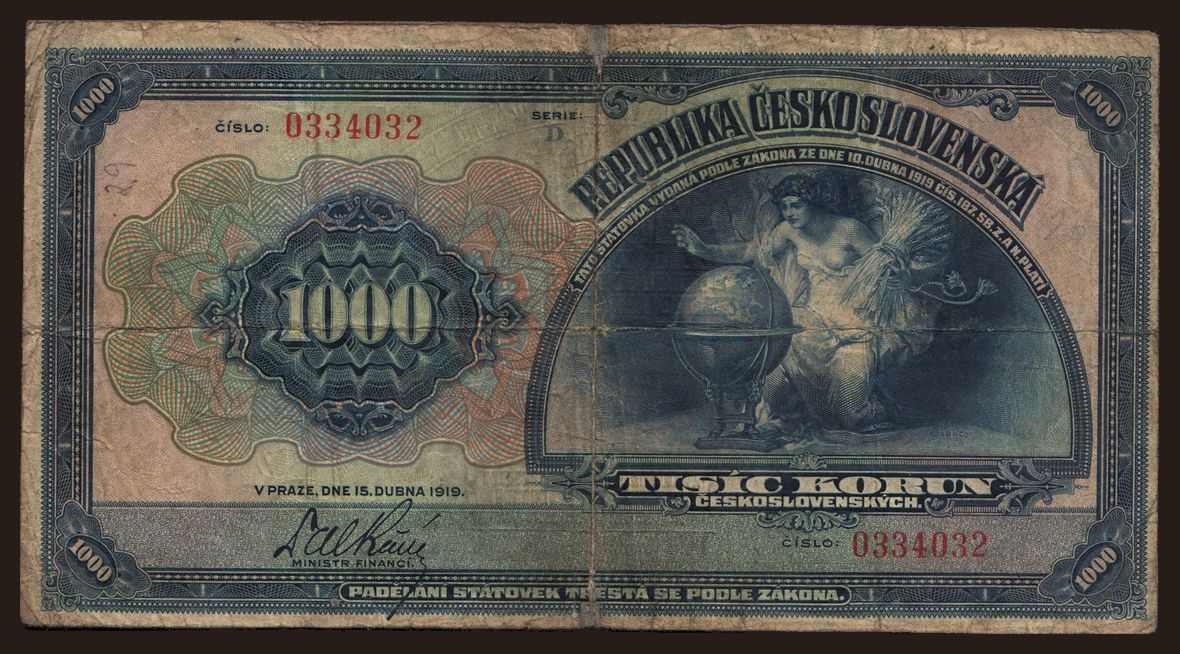 1000
1000
ČÍSLO: 0334032
SERIE:
D.
REPUBLIKA ČESKOSLOVENSKÁ
TATO STÁTOVKA VYDANÁ PODLE ZÁKONA ZE DNE 10. DUBNA 1919 ČÍS. 187. SB. Z. A N. PLATÍ
29
1000
TISÍC KORUN
ČESKOSLOVENSKÝCH.
V PRAZE, DNE 15. DUBNA 1919.
MINISTR FINANCÍ.
ČÍSLO: 0334032
1000
1000
PADĚLÁNÍ STÁTOVEK TRESTÁ SE PODLE ZÁKONA.